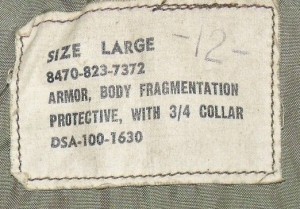 SIZE LARGE
-12-
8470-823-7372
ARMOR, BODY FRAGMENTATION
PROTECTIVE, WITH 3/4 COLLAR
DSA-100-1630